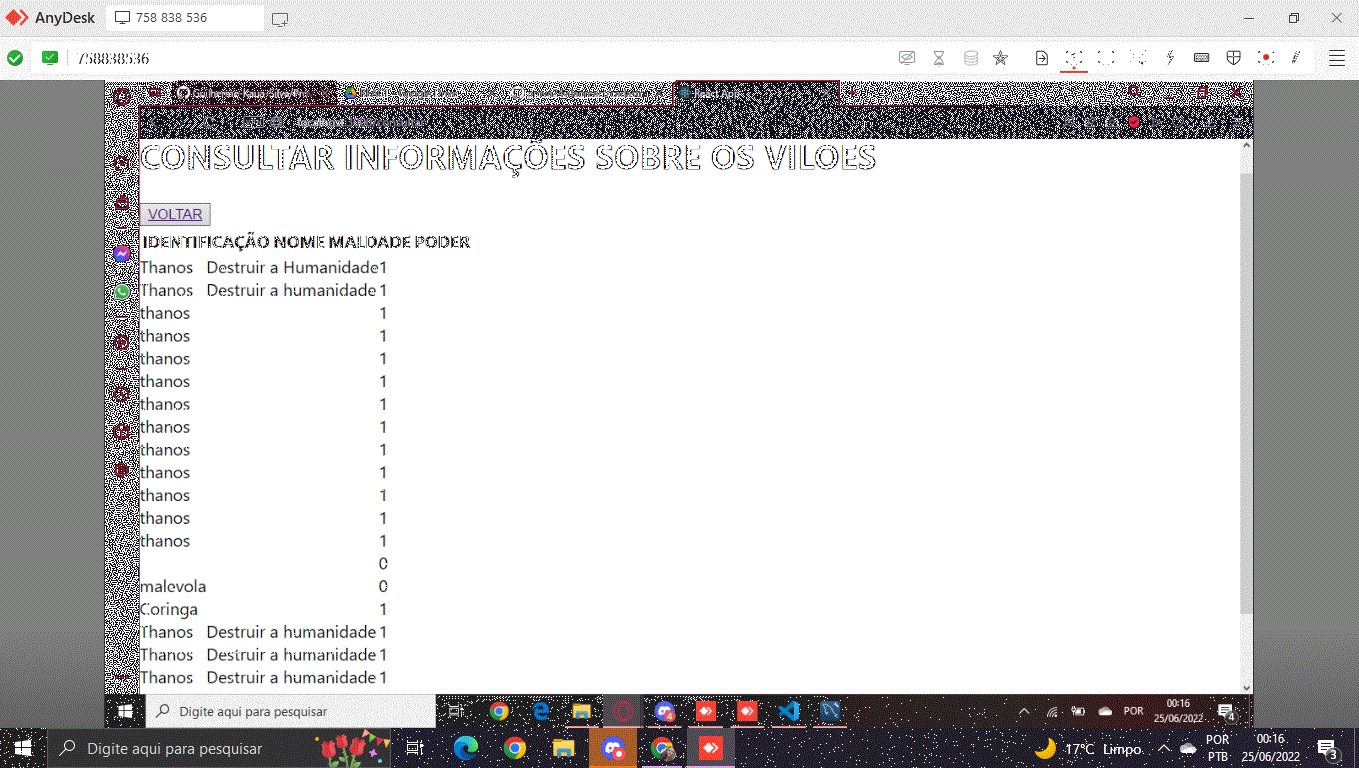 AnyDesk 758 838 536
758838536
CONSULTAR INFORMAÇÕES SOBRE OS VILOES
VOLTAR
IDENTIFICAÇÃO NOME MALDADE PODER
Thanos Destruir a Humanidade 1
Thanos Destruir a humanidade 1
thanos 1
thanos 1
thanos 1
thanos 1
thanos 1
thanos 1
thanos 1
thanos 1
thanos 1
thanos 1
thanos 1
0
malevola 0
Coringa 1
Thanos Destruir a humanidade 1
Thanos Destruir a humanidade 1
Thanos Destruir a humanidade 1
Digite aqui para pesquisar
4
POR
00:16
25/06/2022
4
Digite aqui para pesquisar
17°C Limpo
POR
PTB
00:16
25/06/2022
3